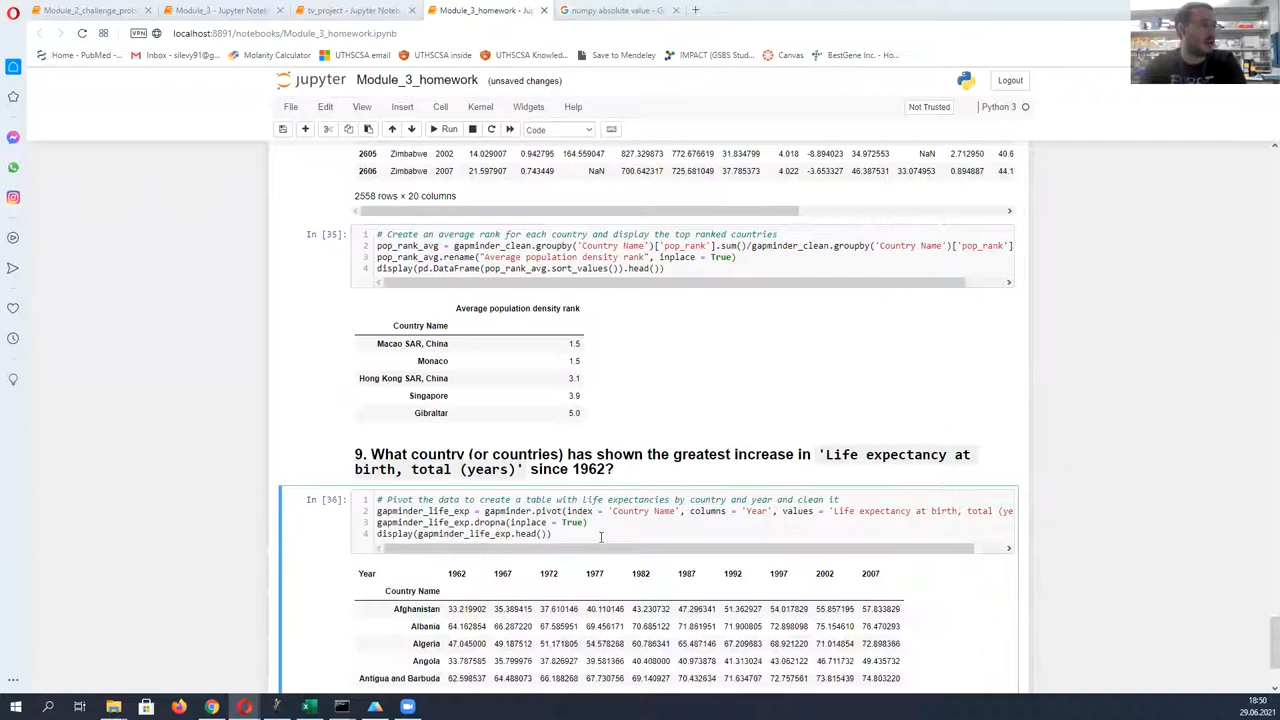 Module_2_challenge_prob
Module_3 - Jupyter Noteb
tv_project - Jupyter Noteb
Module_3_homework - Jup
numpy.absolute.value - Go
VPN
localhost:8891/notebooks/Module_3_homework.ipynb
Home - PubMed -...
Inbox - silevy91@gm...
Molarity Calculator
UTHSCSA email
UTHSCSA Guide
UTHSCSA Knowled...
Save to Mendeley
IMPACT (GSBS Stud...
Canvas
BestGene Inc. - Ho...
jupyter Module_3_homework (unsaved changes)
Logout
File Edit View Insert Cell Kernel Widgets Help
Not Trusted
Python 3
Run
Code
2605 Zimbabwe 2002 14.029007 0.942795 164.559047 827.329873 772.676619 31.834799 4.018 -8.894023 34.972553 NaN 2.712950 40.6
2606 Zimbabwe 2007 21.597907 0.743449 NaN 700.642317 725.681049 37.785373 4.022 -3.653327 46.387531 33.074953 0.894887 44.1
2558 rows × 20 columns
In [35]:
1 # Create an average rank for each country and display the top ranked countries
2 pop_rank_avg = gapminder_clean.groupby('Country Name')['pop_rank'].sum()/gapminder_clean.groupby('Country Name')['pop_rank']
3 pop_rank_avg.rename("Average population density rank", inplace = True)
4 display(pd.DataFrame(pop_rank_avg.sort_values()).head())
Average population density rank
Country Name
Macao SAR, China 1.5
Monaco 1.5
Hong Kong SAR, China 3.1
Singapore 3.9
Gibraltar 5.0
9. What country (or countries) has shown the greatest increase in 'Life expectancy at
birth, total (years)' since 1962?
In [36]:
1 # Pivot the data to create a table with life expectancies by country and year and clean it
2 gapminder_life_exp = gapminder.pivot(index = 'Country Name', columns = 'Year', values = 'Life expectancy at birth, total (ye
3 gapminder_life_exp.dropna(inplace = True)
4 display(gapminder_life_exp.head())
Year 1962 1967 1972 1977 1982 1987 1992 1997 2002 2007
Country Name
Afghanistan 33.219902 35.389415 37.610146 40.110146 43.230732 47.296341 51.362927 54.017829 55.857195 57.833829
Albania 64.162854 66.287220 67.585951 69.456171 70.685122 71.861951 71.900805 72.898098 75.154610 76.470293
Algeria 47.045000 49.187512 51.171805 54.578268 60.786341 65.487146 67.209683 68.921220 71.014854 72.898366
Angola 33.787585 35.799976 37.826927 39.581366 40.408000 40.973878 41.313024 43.062122 46.711732 49.435732
Antigua and Barbuda 62.598537 64.488073 66.188268 67.730756 69.140927 70.432634 71.634707 72.757561 73.815439 74.803220
18:50
29.06.2021